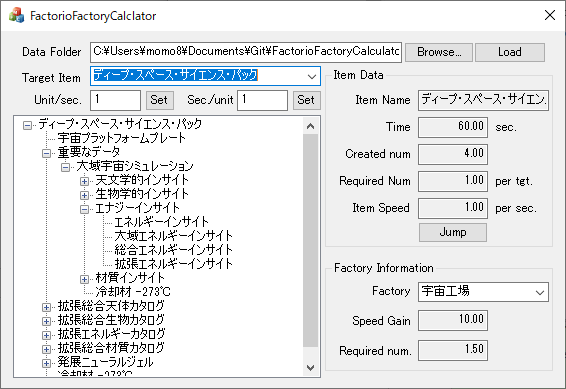 FactorioFactoryCalclator
Data Folder C:¥Users¥momo8¥Documents¥Git¥FactorioFactoryCalculatc Browse... Load
Target Item ディープ・スペース・サイエンス・パック
Unit/sec. 1 Set Sec./unit 1 Set
ディープ・スペース・サイエンス・パック
宇宙プラットフォームプレート
重要なデータ
大域宇宙シミュレーション
天文学的インサイト
生物学的インサイト
エナジーインサイト
エネルギーインサイト
大域エネルギーインサイト
総合エネルギーインサイト
拡張エネルギーインサイト
材質インサイト
冷却材 -273℃
拡張総合天体カタログ
拡張総合生物カタログ
拡張エネルギーカタログ
拡張総合材質カタログ
発展ニューラルジェル
冷却材 -273℃
Item Data
Item Name ディープ・スペース・サイエン
Time 60.00 sec.
Created num 4.00
Required Num 1.00 per tgt.
Item Speed 1.00 per sec.
Jump
Factory Information
Factory 宇宙工場
Speed Gain 10.00
Required num. 1.50